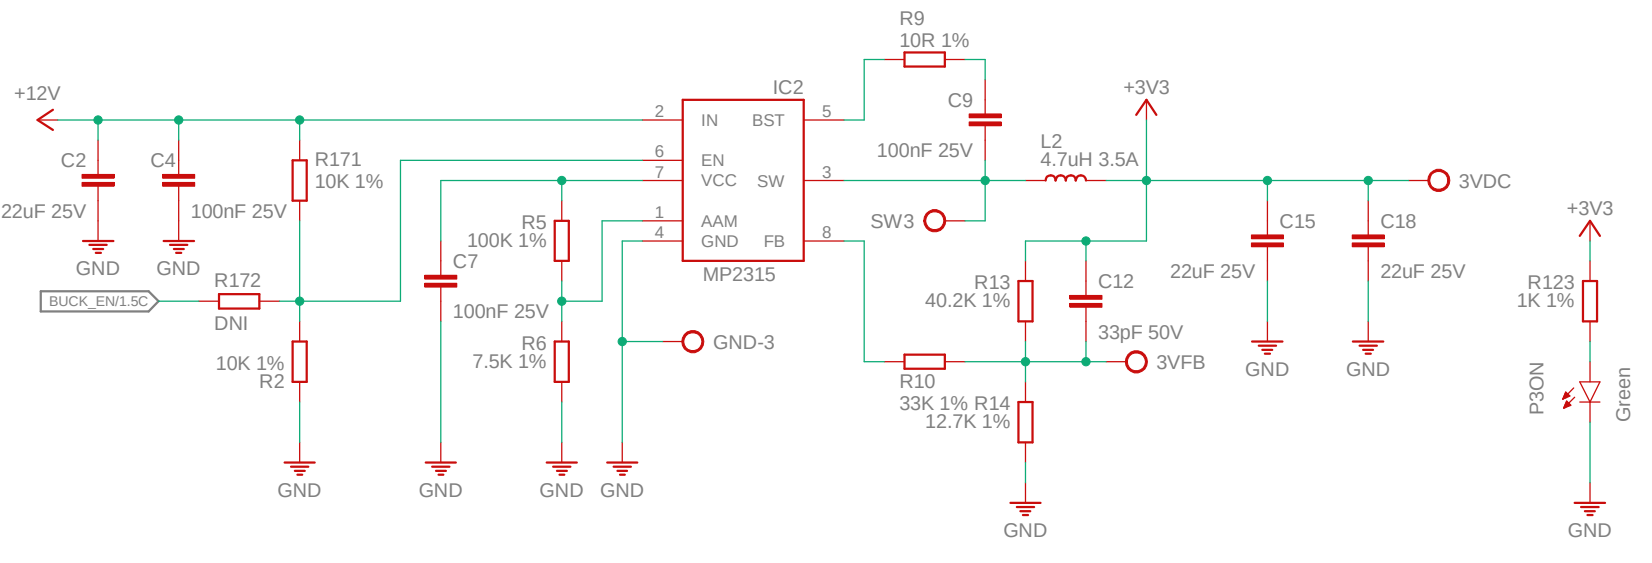 R9
10R 1%
+12V
IC2
+3V3
2
IN
BST
5
C9
100nF 25V
L2
4.7uH 3.5A
C2
22uF 25V
C4
100nF 25V
R171
10K 1%
6
EN
7
VCC
SW
3
3VDC
SW3
1
AAM
4
GND
FB
8
MP2315
R5
100K 1%
C7
100nF 25V
C15
22uF 25V
C18
22uF 25V
+3V3
GND
GND
R172
DNI
BUCK_EN/1.5C
R13
40.2K 1%
C12
33pF 50V
R123
1K 1%
10K 1%
R2
R6
7.5K 1%
GND-3
3VFB
R10
33K 1%
R14
12.7K 1%
GND
GND
P3ON
Green
GND
GND
GND
GND
GND
GND